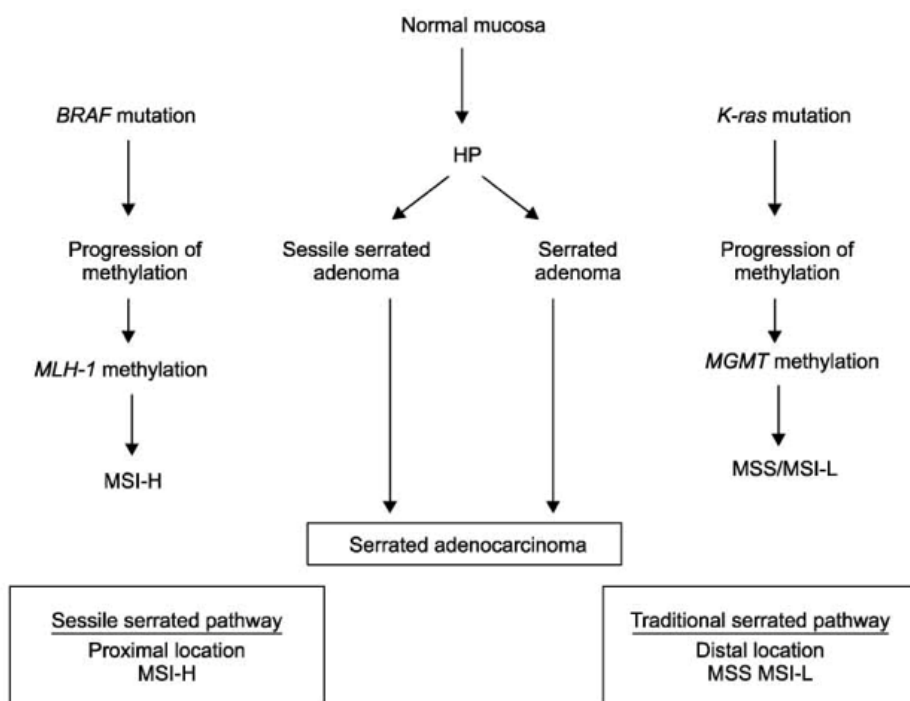 Normal mucosa
BRAF mutation
K-ras mutation
HP
Progression of
methylation
Sessile serrated
adenoma
Serrated
adenoma
Progression of
methylation
MLH-1 methylation
MGMT methylation
MSI-H
MSS/MSI-L
Serrated adenocarcinoma
Sessile serrated pathway
Proximal location
MSI-H
Traditional serrated pathway
Distal location
MSS MSI-L